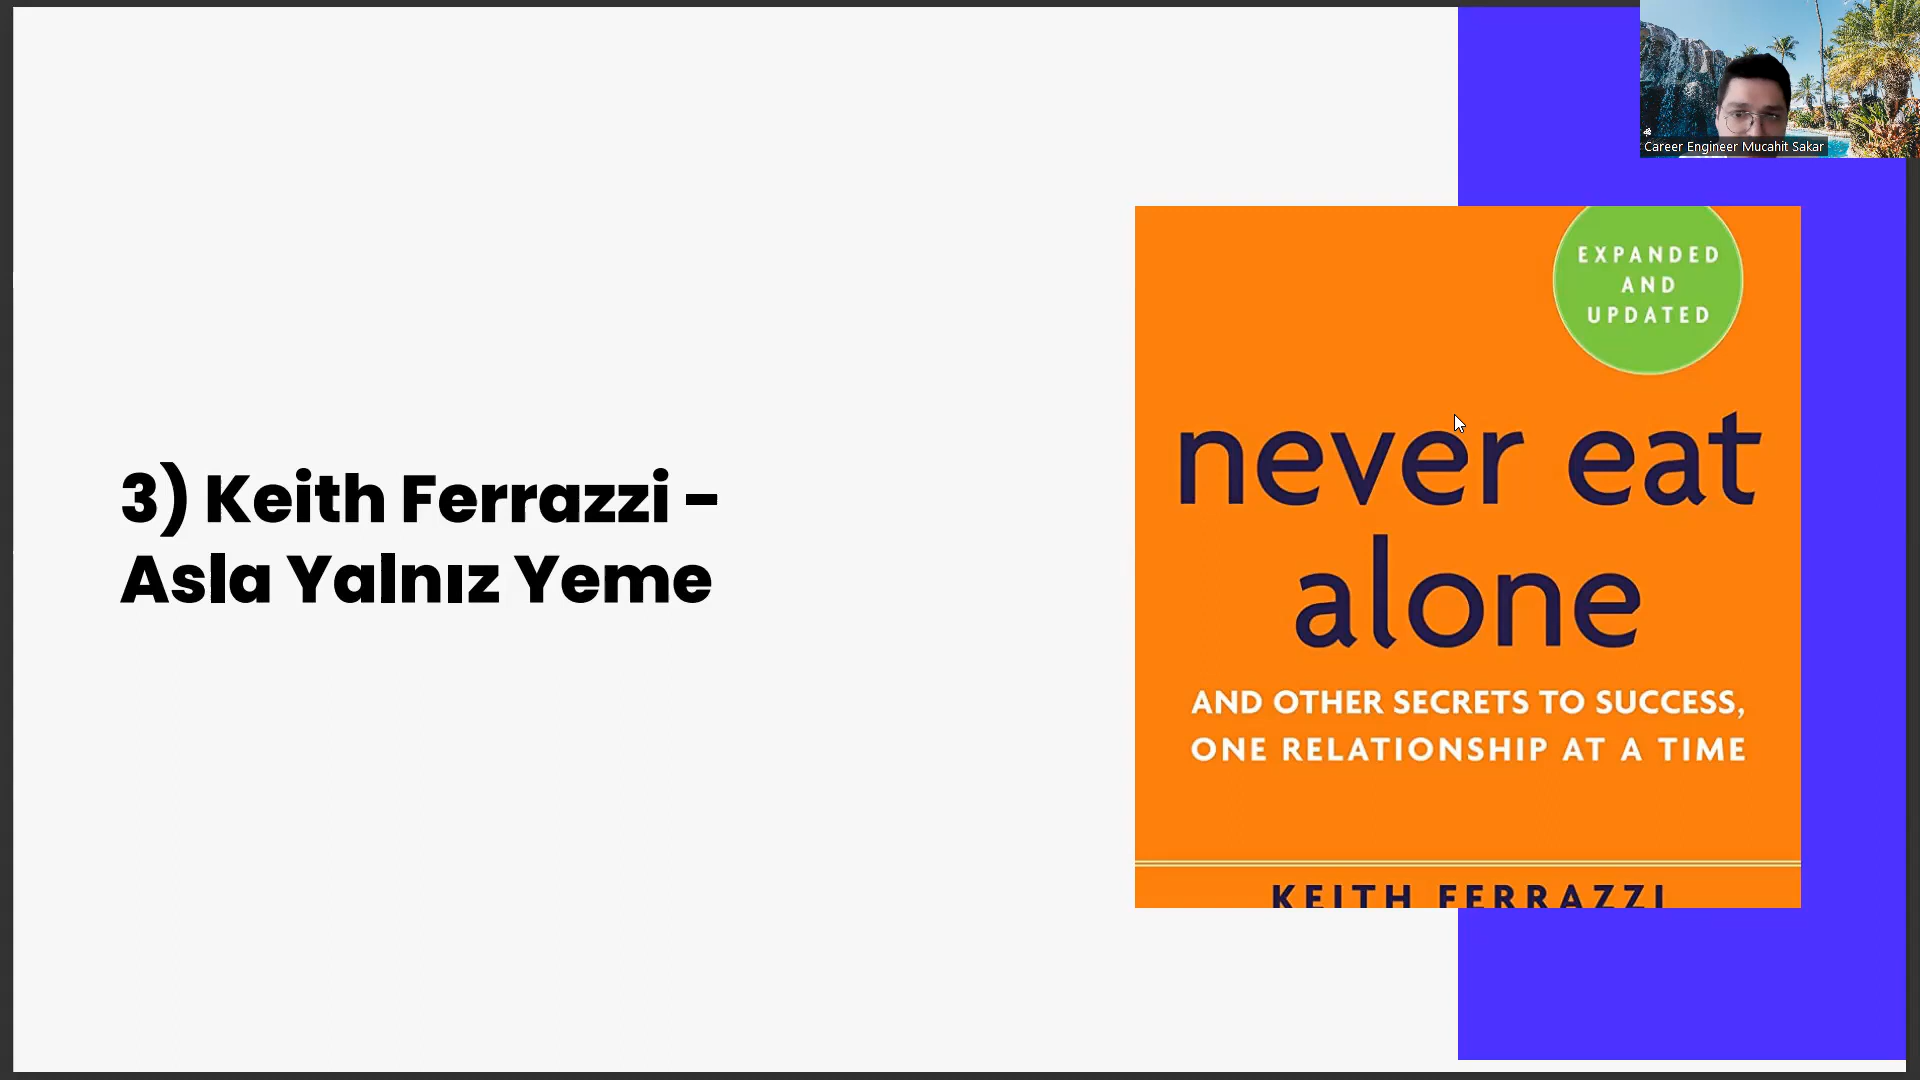 Career Engineer Mucahit Sakar
3) Keith Ferrazzi –
Asla Yalnız Yeme
EXPANDED
AND
UPDATED
never eat
alone
AND OTHER SECRETS TO SUCCESS,
ONE RELATIONSHIP AT A TIME
KEITH FERRAZZI